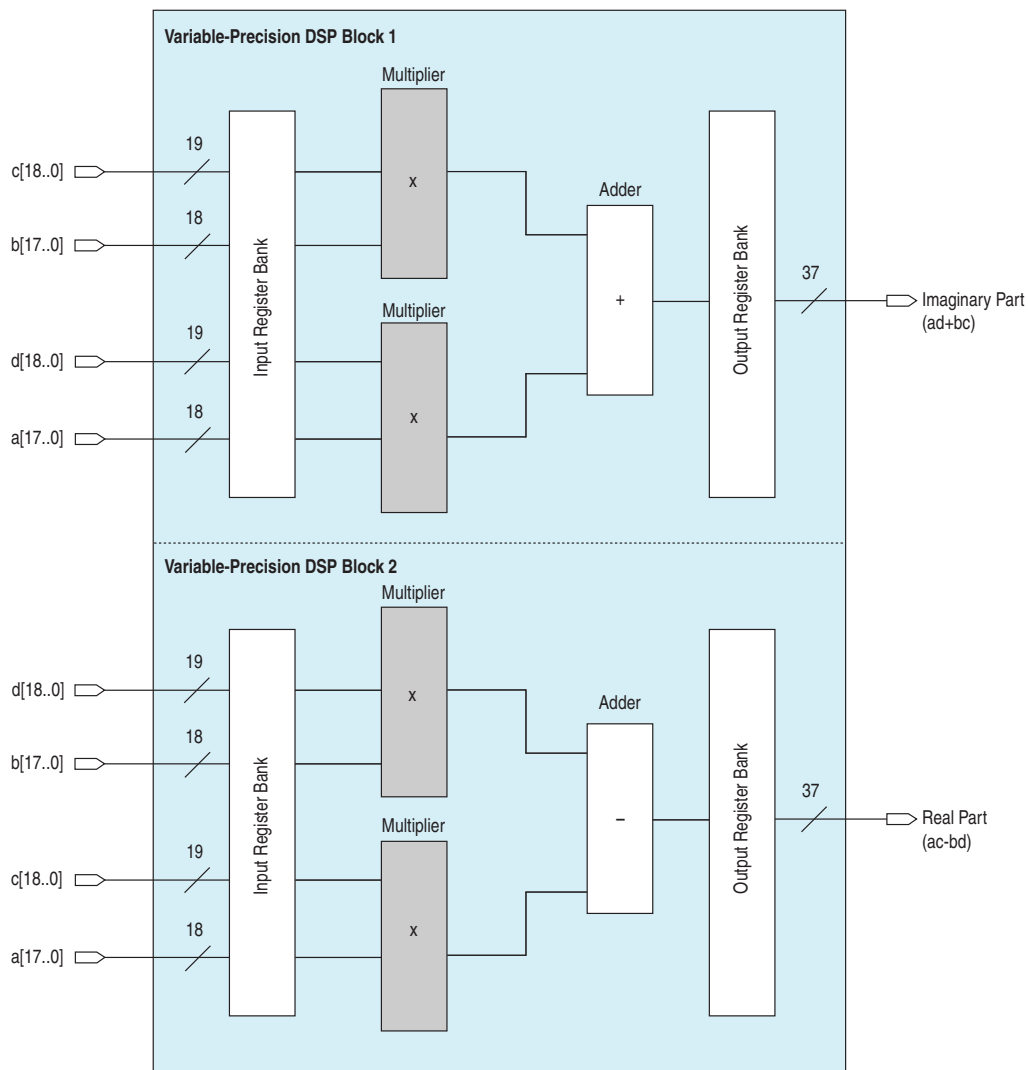 Variable-Precision DSP Block 1
Multiplier
c[18..0]
19
b[17..0]
18
Input Register Bank
x
Adder
+
Output Register Bank
37
Imaginary Part
(ad+bc)
Multiplier
d[18..0]
19
a[17..0]
18
x
Variable-Precision DSP Block 2
Multiplier
d[18..0]
19
b[17..0]
18
Input Register Bank
x
Adder
–
Output Register Bank
37
Real Part
(ac-bd)
Multiplier
c[18..0]
19
a[17..0]
18
x